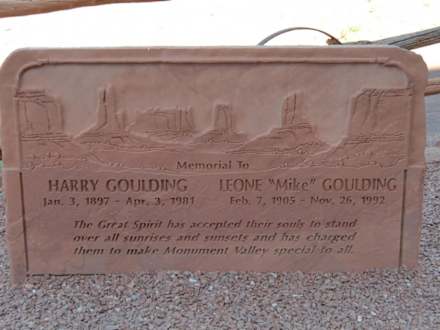 Memorial To
HARRY GOULDING LEONE "Mike" GOULDING
Jan. 3, 1897 - Apr. 3, 1981 Feb. 7, 1905 - Nov. 26, 1992
The Great Spirit has accepted their souls to stand
over all sunrises and sunsets and has charged
them to make Monument Valley special to all.